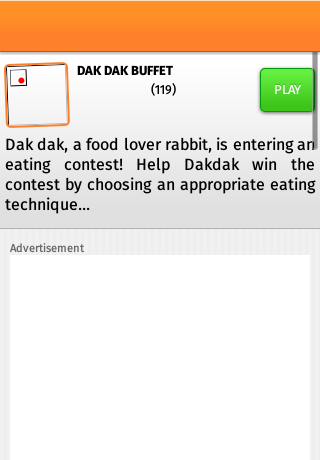 DAK DAK BUFFET
(119)
PLAY
Dak dak, a food lover rabbit, is entering an
eating contest! Help Dakdak win the
contest by choosing an appropriate eating
technique...
Advertisement